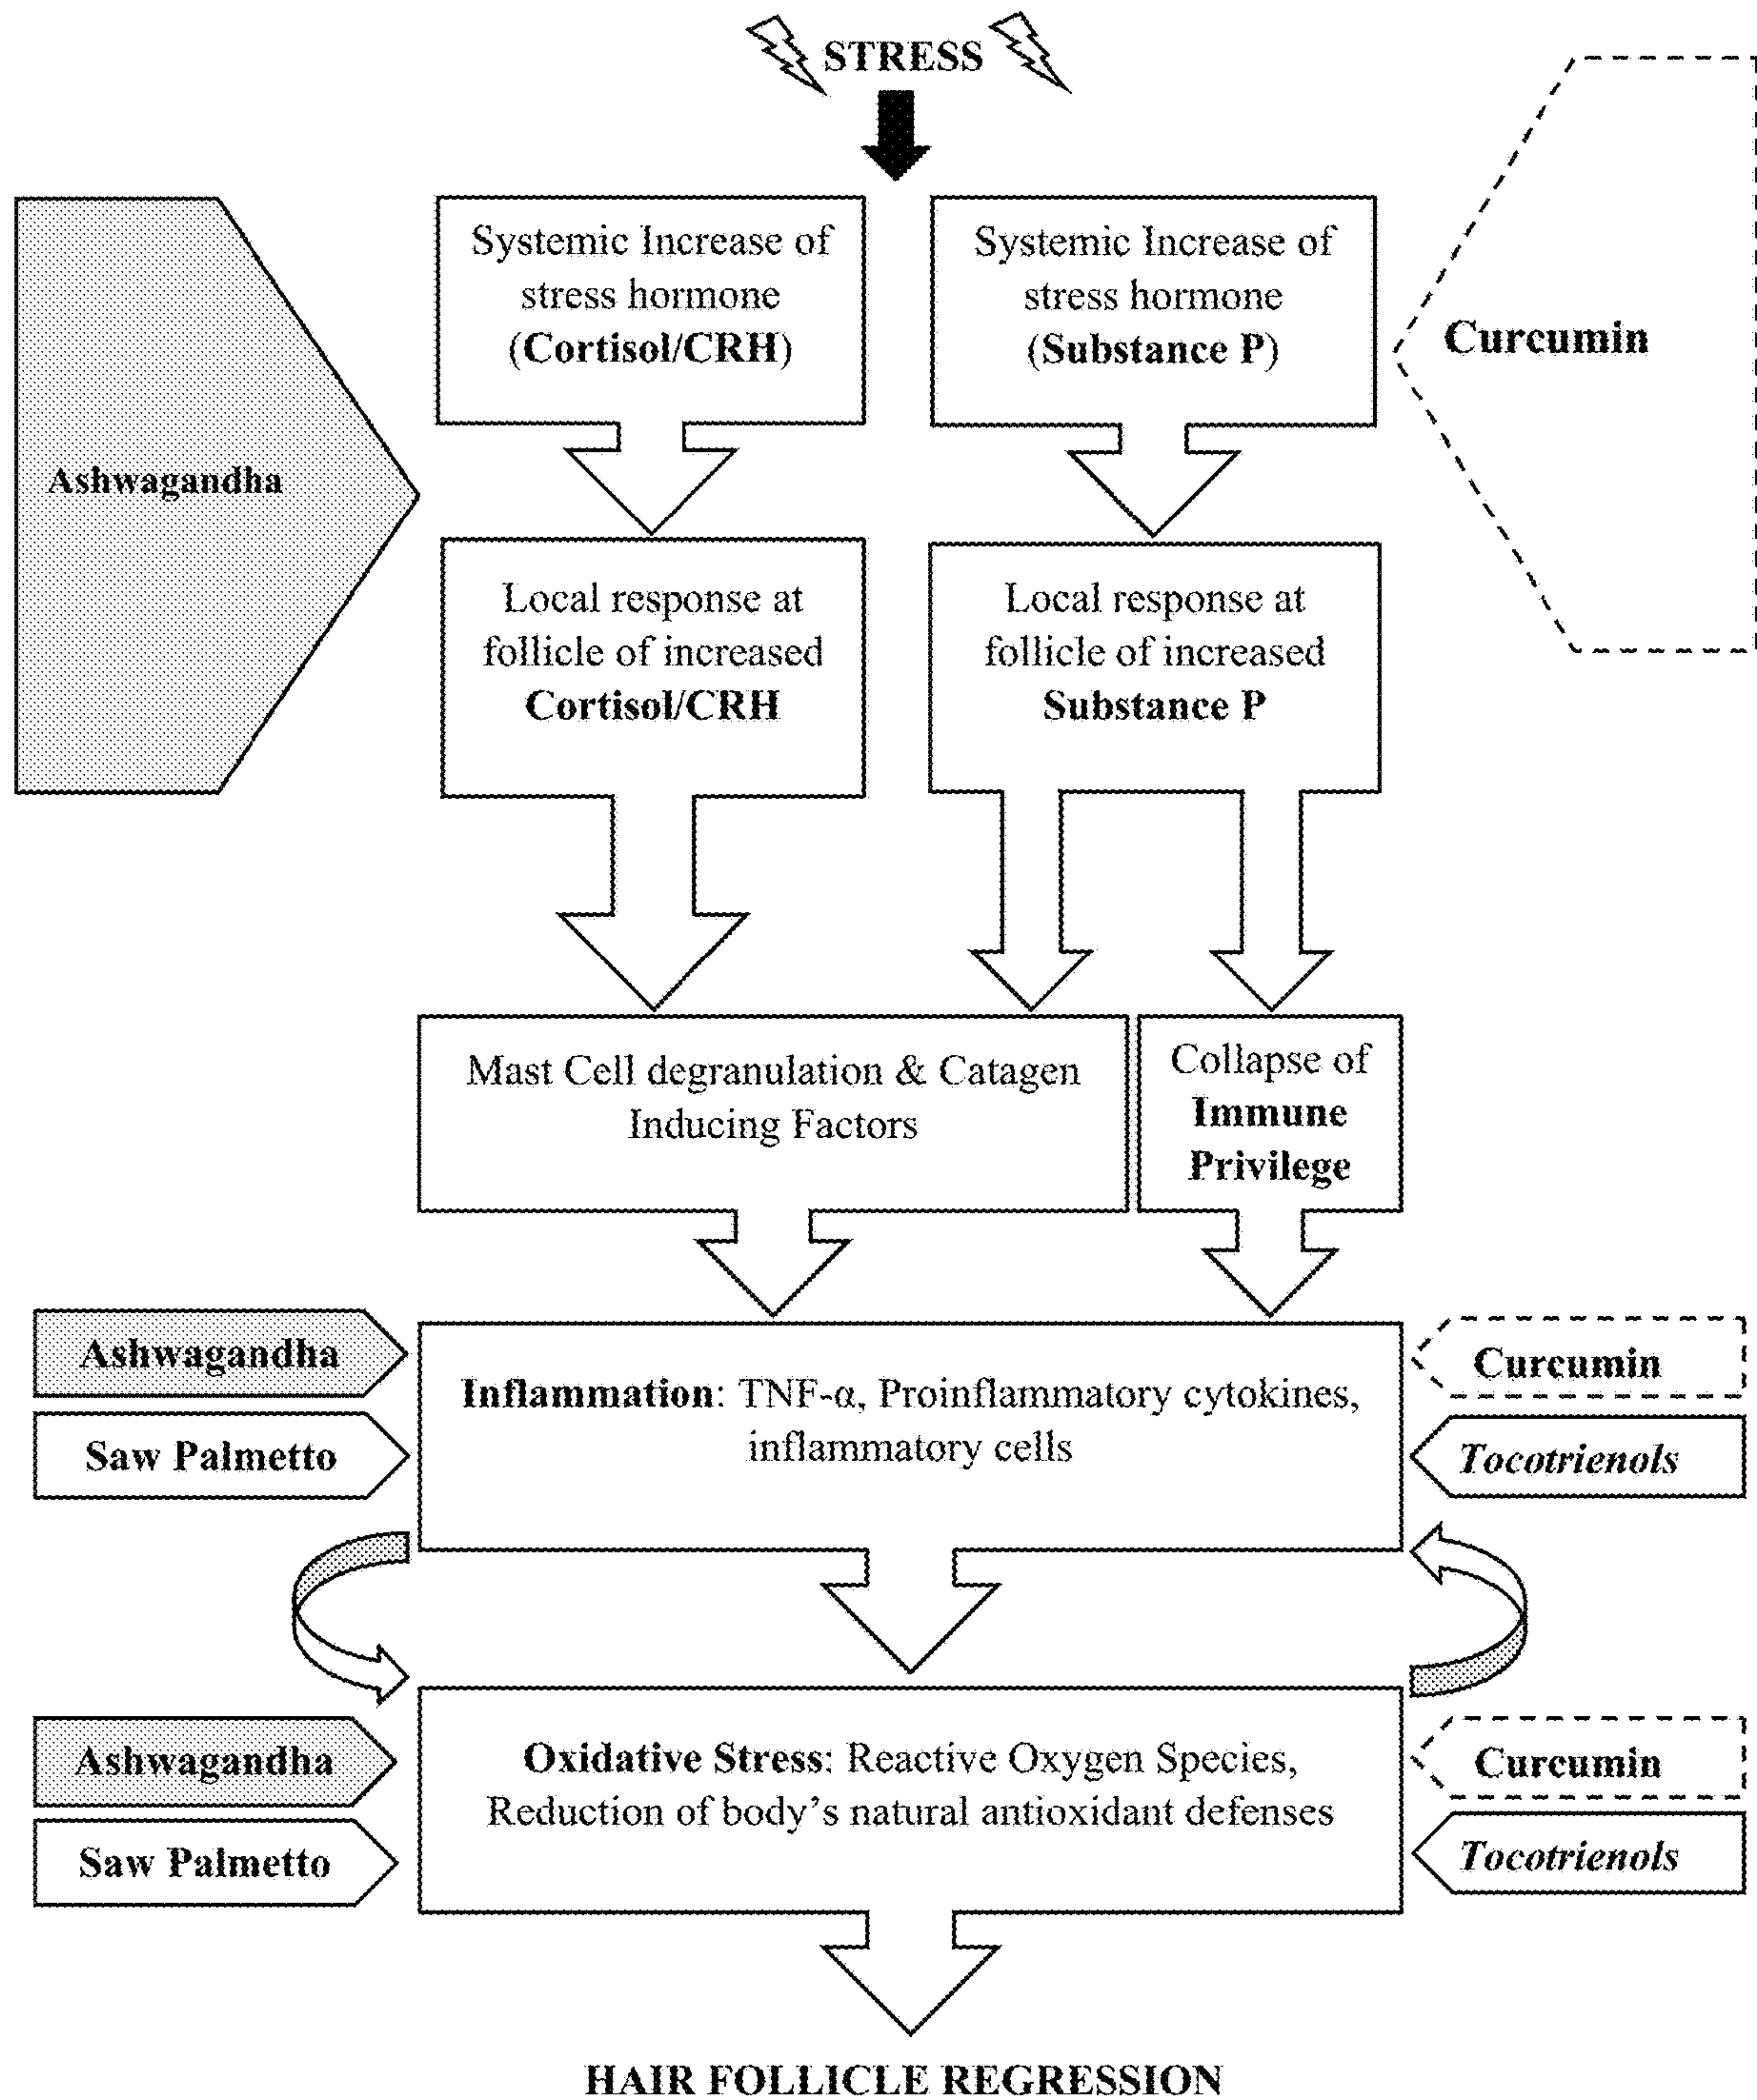 STRESS
Systemic Increase of
stress hormone
(Cortisol/CRH)
Systemic Increase of
stress hormone
(Substance P)
Curcumin
Ashwagandha
Local response at
follicle of increased
Cortisol/CRH
Local response at
follicle of increased
Substance P
Mast Cell degranulation & Catagen
Inducing Factors
Collapse of
Immune
Privilege
Ashwagandha
Saw Palmetto
Inflammation: TNF-α, Proinflammatory cytokines,
inflammatory cells
Curcumin
Tocotrienols
Ashwagandha
Saw Palmetto
Oxidative Stress: Reactive Oxygen Species,
Reduction of body’s natural antioxidant defenses
Curcumin
Tocotrienols
HAIR FOLLICLE REGRESSION